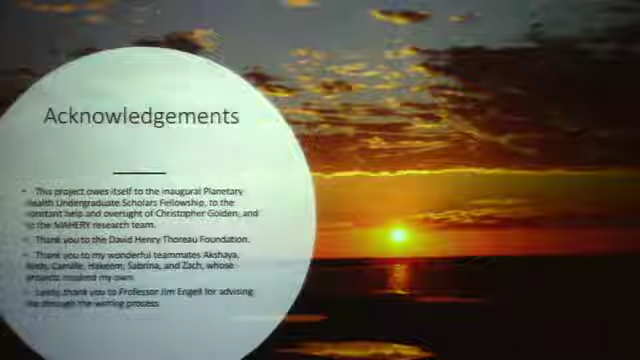 Acknowledgements
• This project owes itself to the inaugural Planetary
Health Undergraduate Scholars Fellowship, to the
constant help and oversight of Christopher Golden, and
to the MAHERY research team.
• Thank you to the David Henry Thoreau Foundation.
• Thank you to my wonderful teammates Akshaya,
Camille, Hakeem, Sabrina, and Zach, whose
projects inspired my own.
• Lastly, thank you to Professor Jim Engell for advising
me through the writing process